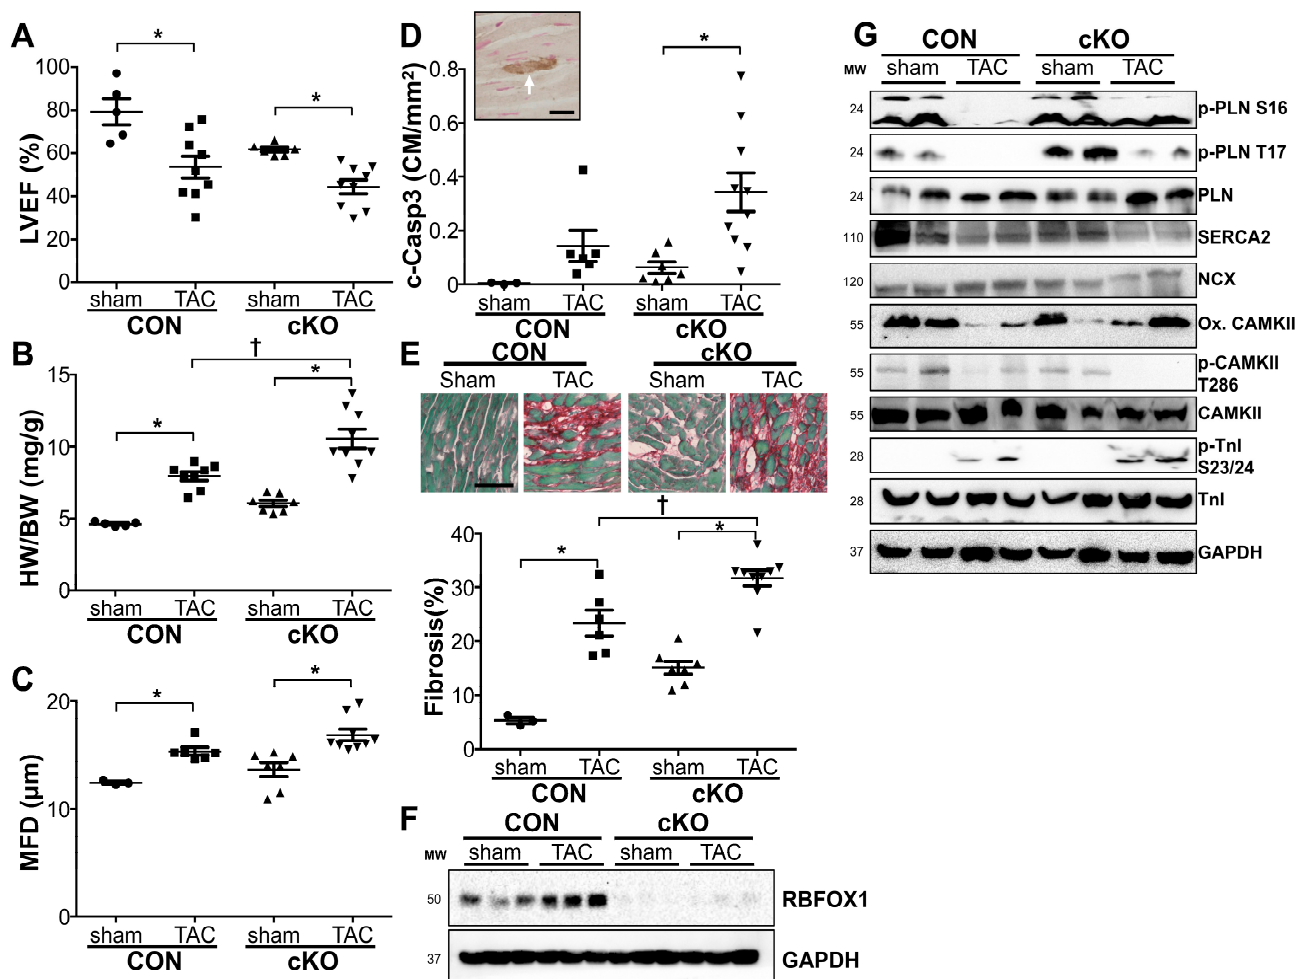 A
*
*
LVEF (%)
100
80
60
40
20
0
sham
TAC
sham
TAC
CON
cKO
B
†
*
*
HW/BW (mg/g)
15
10
5
0
sham
TAC
sham
TAC
CON
cKO
C
*
*
MFD (µm)
20
10
0
sham
TAC
sham
TAC
CON
cKO
D
*
c-Casp3 (CM/mm²)
0.8
0.6
0.4
0.2
0
sham
TAC
sham
TAC
CON
cKO
E
CON
cKO
Sham
TAC
Sham
TAC
†
*
*
Fibrosis(%)
40
30
20
10
0
sham
TAC
sham
TAC
CON
cKO
F
CON
cKO
MW
sham
TAC
sham
TAC
50
RBFOX1
37
GAPDH
G
CON
cKO
MW
sham
TAC
sham
TAC
24
p-PLN S16
24
p-PLN T17
24
PLN
110
SERCA2
120
NCX
55
Ox. CAMKII
55
p-CAMKII
T286
55
CAMKII
28
p-TnI
S23/24
28
TnI
37
GAPDH